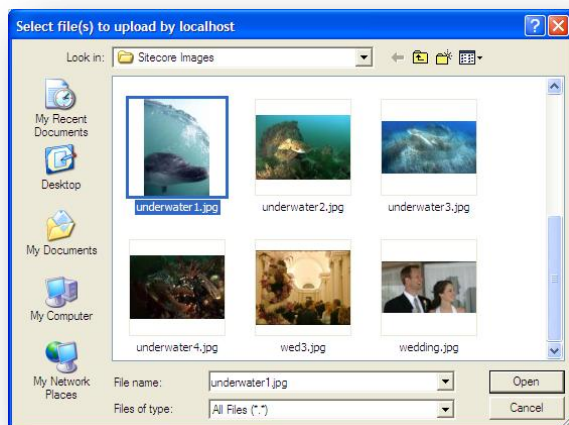 Select file(s) to upload by localhost
Look in: Sitecore Images
My Recent
Documents
Desktop
My Documents
My Computer
My Network
Places
underwater1.jpg underwater2.jpg underwater3.jpg
underwater4.jpg wed3.jpg wedding.jpg
File name: underwater1.jpg Open
Files of type: All Files (*.*) Cancel